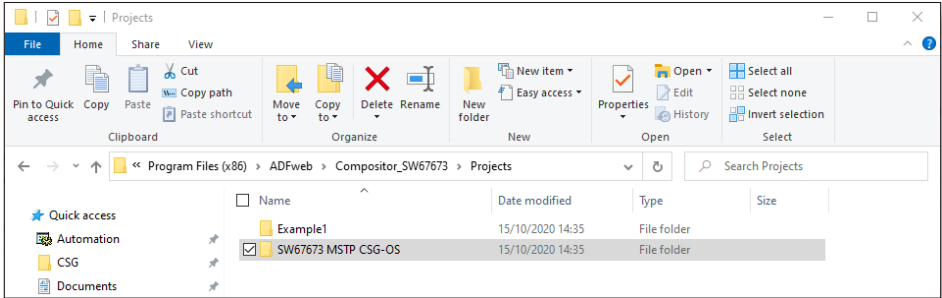 Projects
File Home Share View
Pin to Quick access
Copy
Paste
Cut
Copy path
Paste shortcut
Clipboard
Move to
Copy to
Delete
Rename
Organize
New folder
New item
Easy access
New
Properties
Open
Edit
History
Open
Select all
Select none
Invert selection
Select
« Program Files (x86) > ADFweb > Compositor_SW67673 > Projects
Search Projects
Name Date modified Type Size
Quick access
Automation
CSG
Documents
Example1 15/10/2020 14:35 File folder
SW67673 MSTP CSG-OS 15/10/2020 14:35 File folder